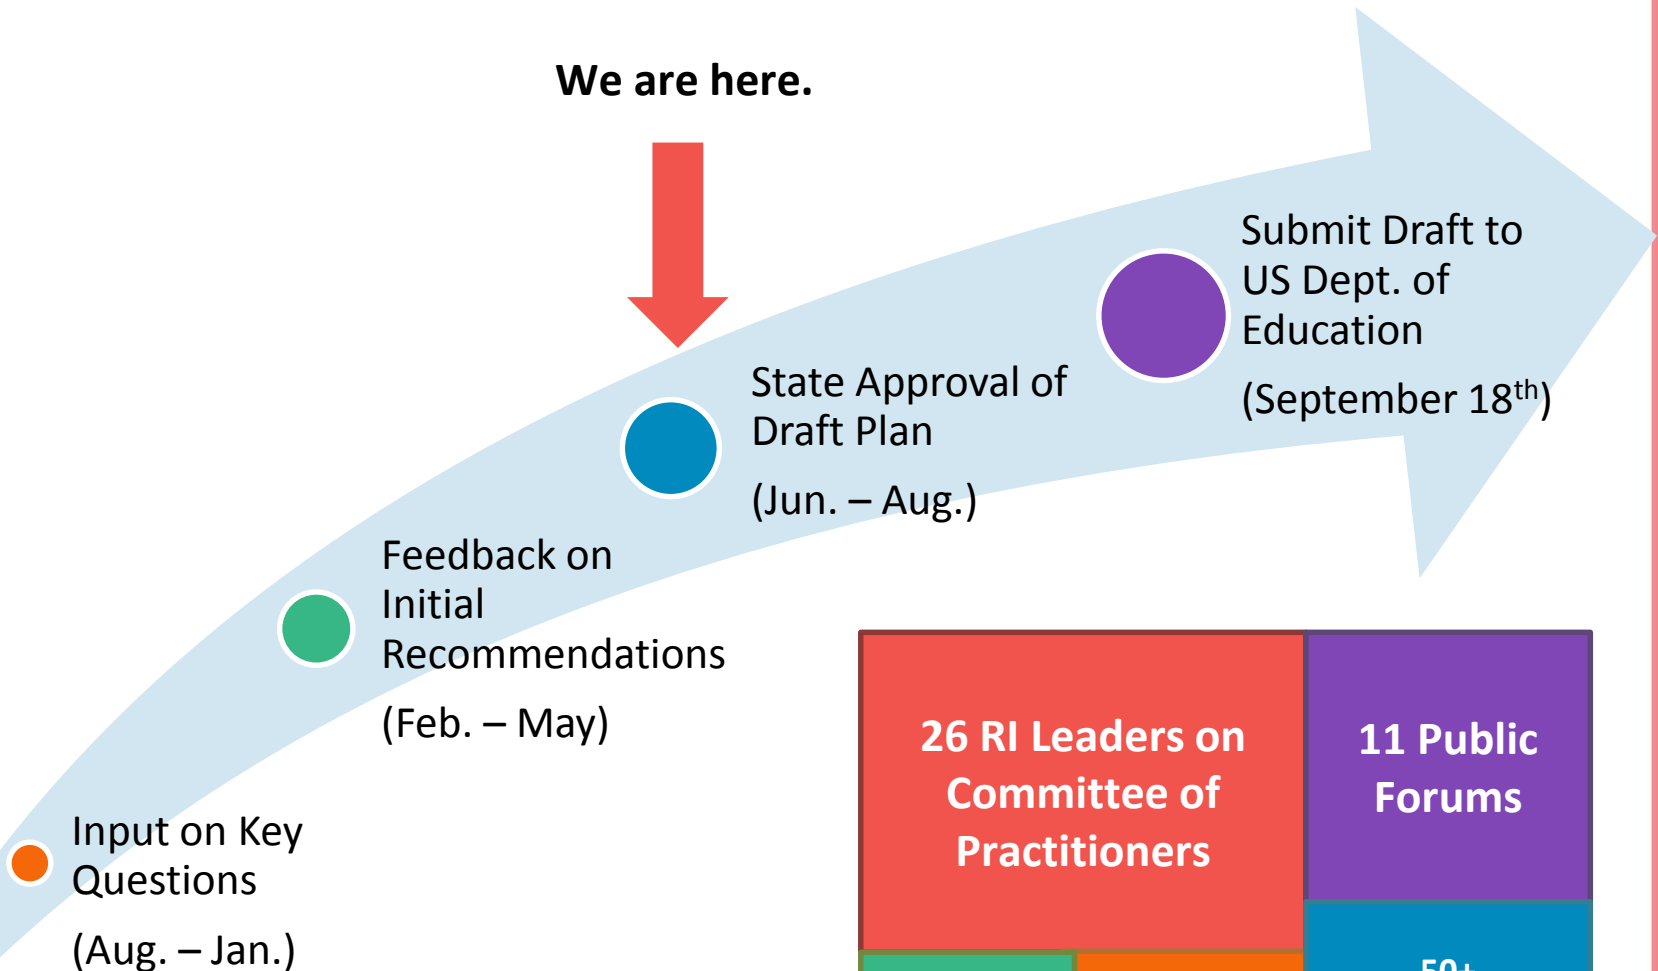 We are here.
Submit Draft to
US Dept. of
Education
(September 18th)
State Approval of
Draft Plan
(Jun. – Aug.)
Feedback on
Initial
Recommendations
(Feb. – May)
Input on Key
Questions
(Aug. – Jan.)
26 RI Leaders on
Committee of
Practitioners
11 Public
Forums
50+